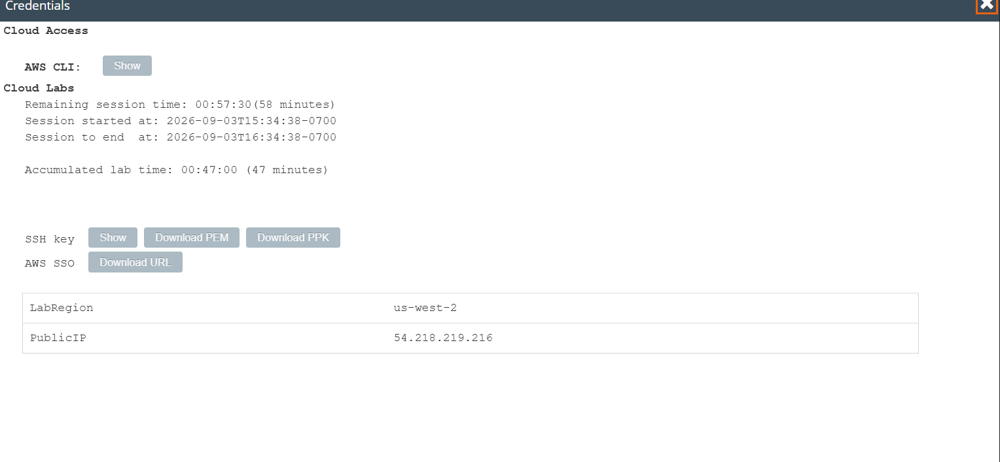 Credentials
Cloud Access
AWS CLI: Show
Cloud Labs
Remaining session time: 00:57:30(58 minutes)
Session started at: 2026-09-03T15:34:38-0700
Session to end  at: 2026-09-03T16:34:38-0700
Accumulated lab time: 00:47:00 (47 minutes)
SSH key Show Download PEM Download PPK
AWS SSO Download URL
LabRegion us-west-2
PublicIP 54.218.219.216